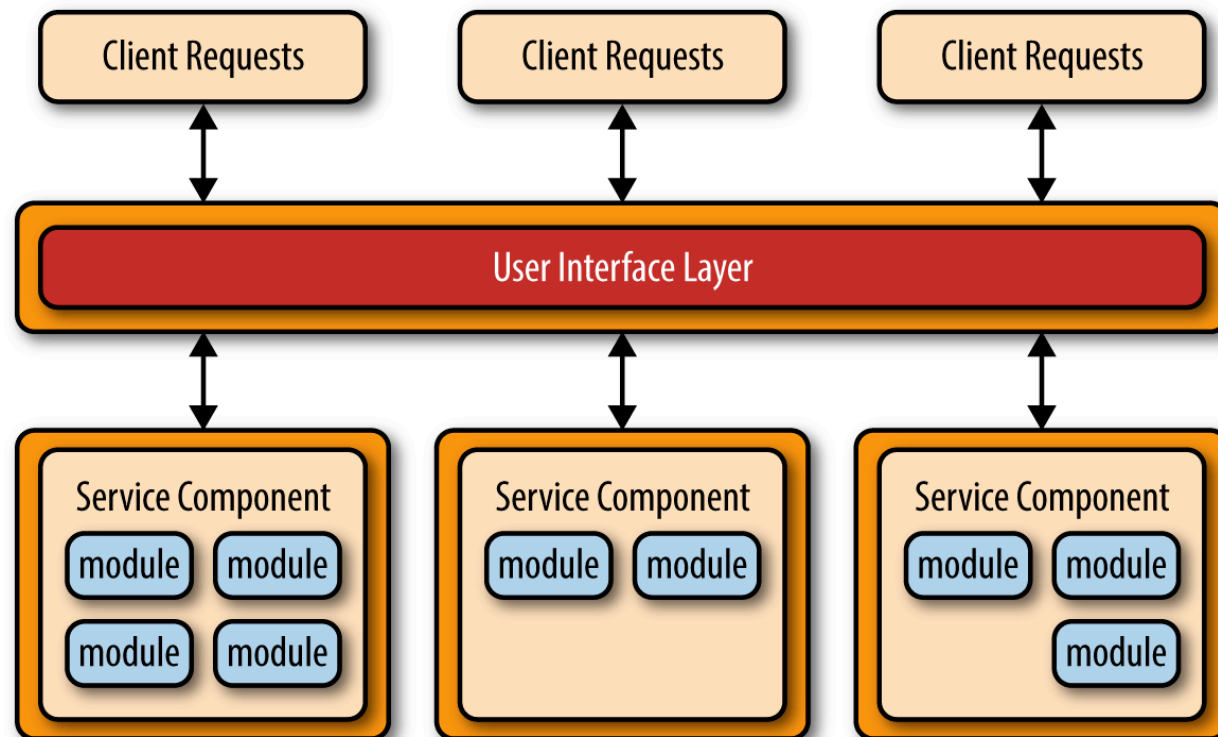 Client Requests
Client Requests
Client Requests
User Interface Layer
Service Component
module module
module module
Service Component
module module
Service Component
module module
module